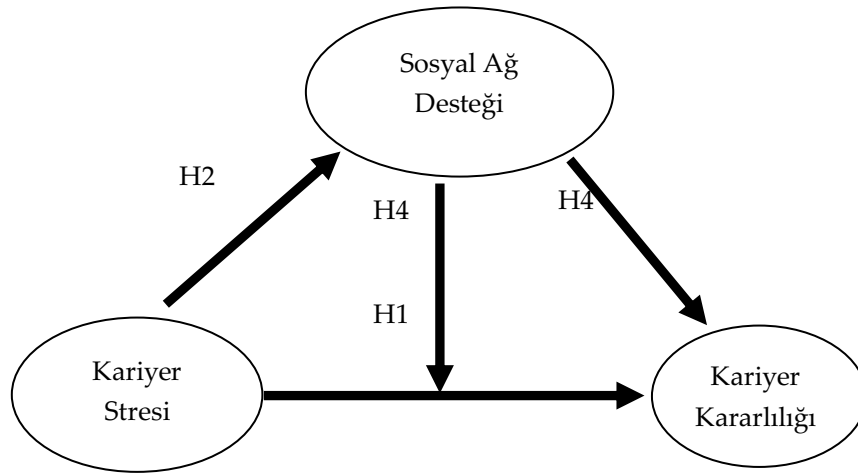 Sosyal Ağ
Desteği
H2
H4
H4
H1
Kariyer
Stresi
Kariyer
Kararlılığı